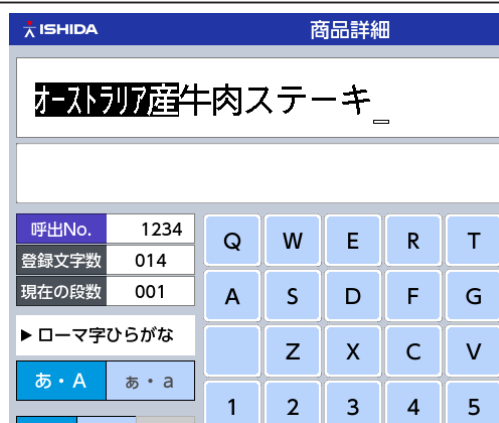 ISHIDA 商品詳細
オーストラリア産牛肉ステーキ_
呼出No. 1234
登録文字数 014
現在の段数 001
▶ ローマ字ひらがな
あ・A あ・a
Q W E R T
A S D F G
Z X C V
1 2 3 4 5